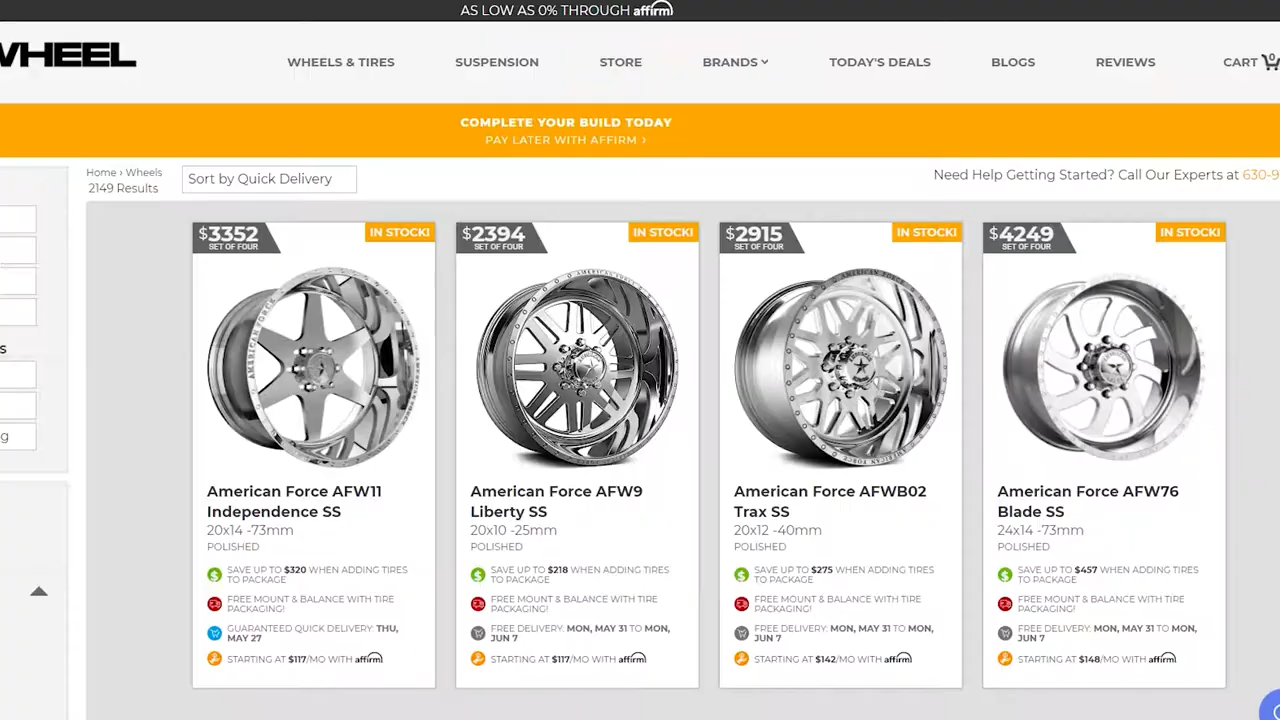 AS LOW AS 0% THROUGH affirm
WHEEL
WHEELS & TIRES
SUSPENSION
STORE
BRANDS
TODAY'S DEALS
BLOGS
REVIEWS
CART 0
COMPLETE YOUR BUILD TODAY
PAY LATER WITH AFFIRM ›
Home › Wheels
2149 Results
Sort by Quick Delivery
Need Help Getting Started? Call Our Experts at 630-9
s
g
$3352
SET OF FOUR
IN STOCK!
AMERICAN FORCE
American Force AFW11
Independence SS
20x14 -73mm
POLISHED
SAVE UP TO $320 WHEN ADDING TIRES
TO PACKAGE
FREE MOUNT & BALANCE WITH TIRE
PACKAGING!
GUARANTEED QUICK DELIVERY: THU,
MAY 27
STARTING AT $117/MO WITH affirm
$2394
SET OF FOUR
IN STOCK!
AMERICAN FORCE
American Force AFW9
Liberty SS
20x10 -25mm
POLISHED
SAVE UP TO $218 WHEN ADDING TIRES
TO PACKAGE
FREE MOUNT & BALANCE WITH TIRE
PACKAGING!
FREE DELIVERY: MON, MAY 31 TO MON,
JUN 7
STARTING AT $117/MO WITH affirm
$2915
SET OF FOUR
IN STOCK!
AMERICAN FORCE
AMERICAN FORCE
American Force AFWB02
Trax SS
20x12 -40mm
POLISHED
SAVE UP TO $275 WHEN ADDING TIRES
TO PACKAGE
FREE MOUNT & BALANCE WITH TIRE
PACKAGING!
FREE DELIVERY: MON, MAY 31 TO MON,
JUN 7
STARTING AT $142/MO WITH affirm
$4249
SET OF FOUR
IN STOCK!
American Force AFW76
Blade SS
24x14 -73mm
POLISHED
SAVE UP TO $457 WHEN ADDING TIRES
TO PACKAGE
FREE MOUNT & BALANCE WITH TIRE
PACKAGING!
FREE DELIVERY: MON, MAY 31 TO MON,
JUN 7
STARTING AT $148/MO WITH affirm